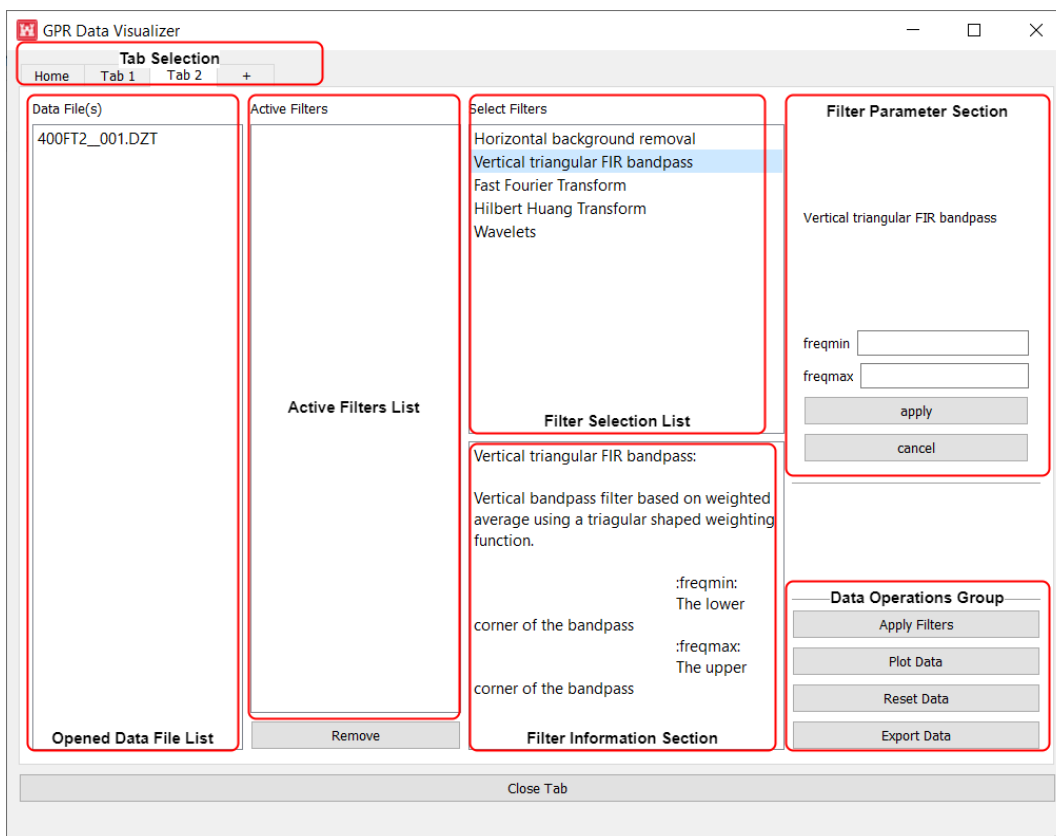 GPR Data Visualizer
Tab Selection
Home Tab 1 Tab 2 +
Data File(s)
400FT2__001.DZT
Opened Data File List
Active Filters
Active Filters List
Remove
Select Filters
Horizontal background removal
Vertical triangular FIR bandpass
Fast Fourier Transform
Hilbert Huang Transform
Wavelets
Filter Selection List
Vertical triangular FIR bandpass:
Vertical bandpass filter based on weighted
average using a triagular shaped weighting
function.
:freqmin:
The lower
corner of the bandpass
:freqmax:
The upper
corner of the bandpass
Filter Information Section
Filter Parameter Section
Vertical triangular FIR bandpass
freqmin
freqmax
apply
cancel
Data Operations Group
Apply Filters
Plot Data
Reset Data
Export Data
Close Tab